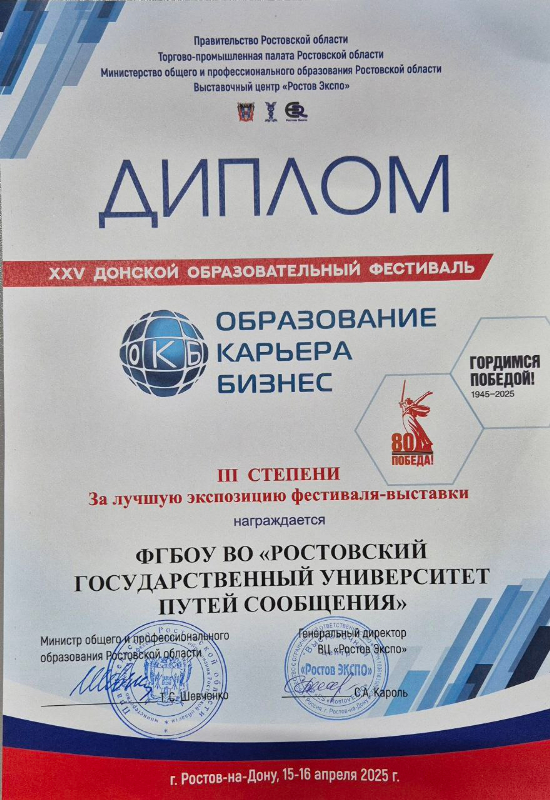 Правительство Ростовской области
Торгово-промышленная палата Ростовской области
Министерство общего и профессионального образования Ростовской области
Выставочный центр «Ростов Экспо»
ДИПЛОМ
XXV ДОНСКОЙ ОБРАЗОВАТЕЛЬНЫЙ ФЕСТИВАЛЬ
ОКБ
ОБРАЗОВАНИЕ
КАРЬЕРА
БИЗНЕС
ГОРДИМСЯ
ПОБЕДОЙ!
1945–2025
80
ПОБЕДА!
III СТЕПЕНИ
За лучшую экспозицию фестиваля-выставки
награждается
ФГБОУ ВО «РОСТОВСКИЙ
ГОСУДАРСТВЕННЫЙ УНИВЕРСИТЕТ
ПУТЕЙ СООБЩЕНИЯ»
Министр общего и профессионального
образования Ростовской области
Г.С. Шевченко
Генеральный директор
ВЦ «Ростов Экспо»
«Ростов ЭКСПО»
С.А. Кароль
г. Ростов-на-Дону, 15-16 апреля 2025 г.